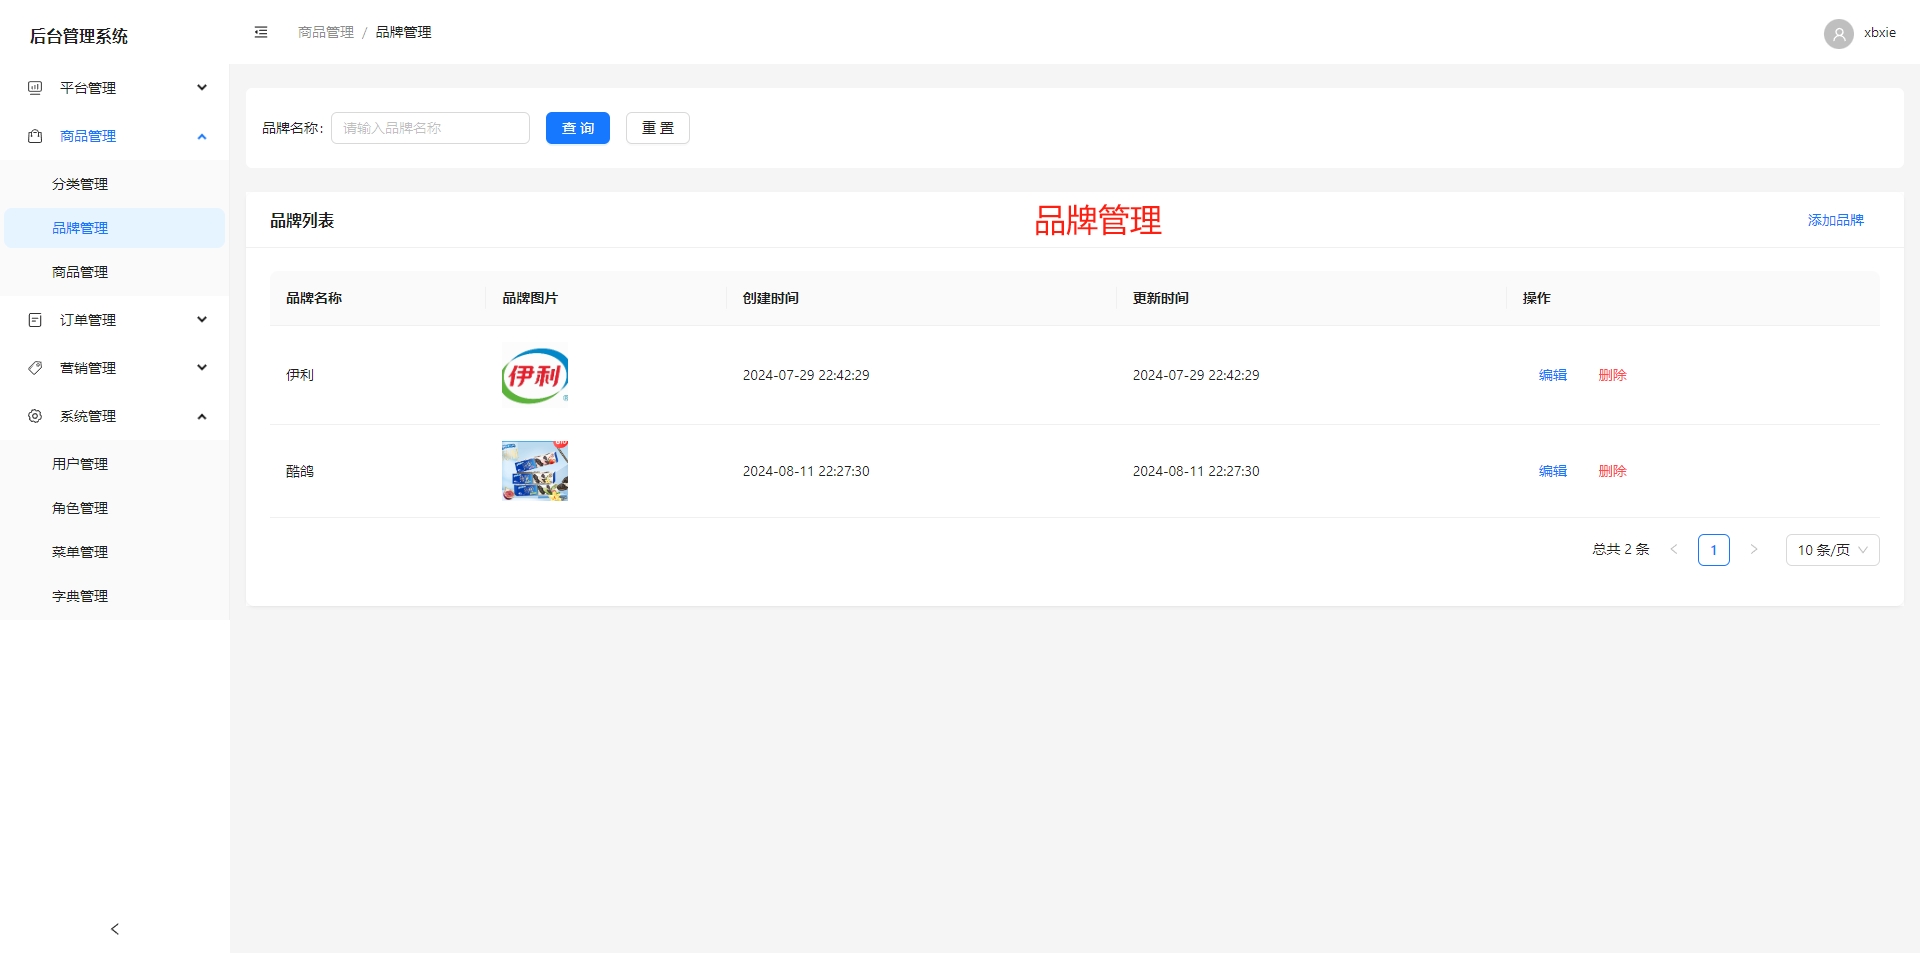 后台管理系统
商品管理 / 品牌管理
xbxie
平台管理
商品管理
分类管理
品牌管理
商品管理
订单管理
营销管理
系统管理
用户管理
角色管理
菜单管理
字典管理
品牌名称: 请输入品牌名称 查 询 重 置
品牌列表 品牌管理 添加品牌
品牌名称 品牌图片 创建时间 更新时间 操作
伊利 伊利 2024-07-29 22:42:29 2024-07-29 22:42:29 编辑 删除
酷鸽 2024-08-11 22:27:30 2024-08-11 22:27:30 编辑 删除
总共 2 条 1 10 条/页